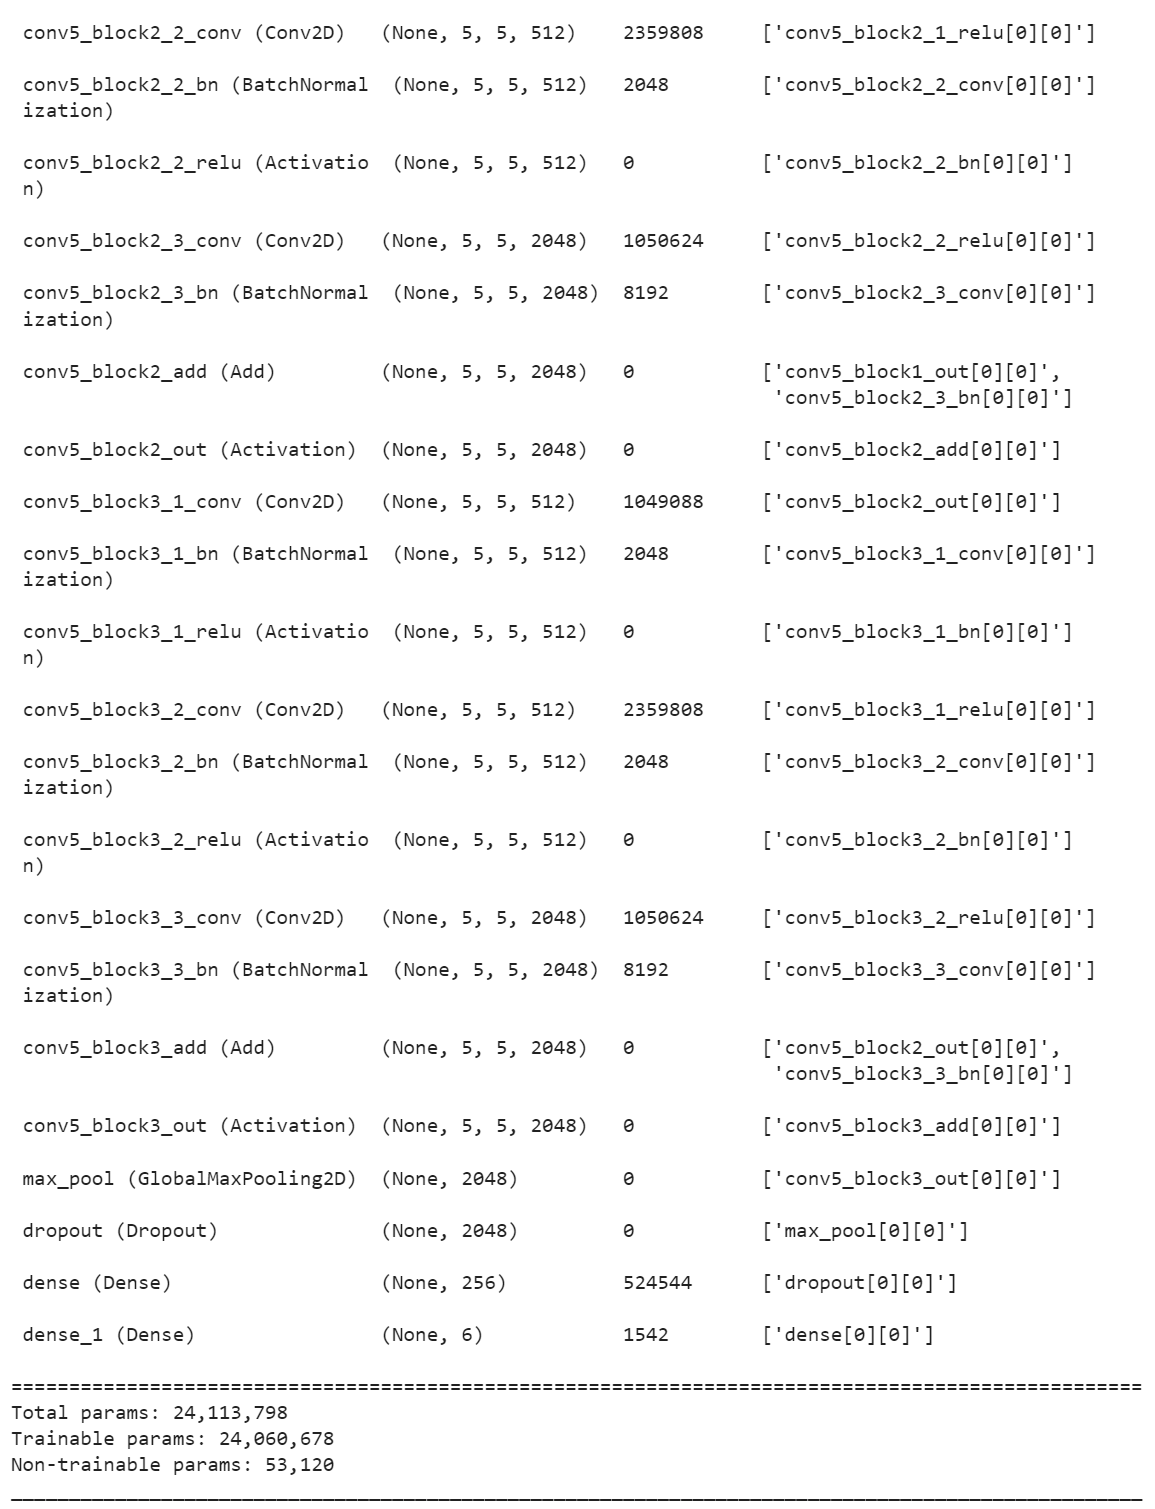 conv5_block2_2_conv (Conv2D)   (None, 5, 5, 512)    2359808     ['conv5_block2_1_relu[0][0]']
conv5_block2_2_bn (BatchNormal  (None, 5, 5, 512)   2048        ['conv5_block2_2_conv[0][0]']
ization)
conv5_block2_2_relu (Activatio  (None, 5, 5, 512)   0           ['conv5_block2_2_bn[0][0]']
n)
conv5_block2_3_conv (Conv2D)   (None, 5, 5, 2048)   1050624     ['conv5_block2_2_relu[0][0]']
conv5_block2_3_bn (BatchNormal  (None, 5, 5, 2048)  8192        ['conv5_block2_3_conv[0][0]']
ization)
conv5_block2_add (Add)         (None, 5, 5, 2048)   0           ['conv5_block1_out[0][0]',
'conv5_block2_3_bn[0][0]']
conv5_block2_out (Activation)  (None, 5, 5, 2048)   0           ['conv5_block2_add[0][0]']
conv5_block3_1_conv (Conv2D)   (None, 5, 5, 512)    1049088     ['conv5_block2_out[0][0]']
conv5_block3_1_bn (BatchNormal  (None, 5, 5, 512)   2048        ['conv5_block3_1_conv[0][0]']
ization)
conv5_block3_1_relu (Activatio  (None, 5, 5, 512)   0           ['conv5_block3_1_bn[0][0]']
n)
conv5_block3_2_conv (Conv2D)   (None, 5, 5, 512)    2359808     ['conv5_block3_1_relu[0][0]']
conv5_block3_2_bn (BatchNormal  (None, 5, 5, 512)   2048        ['conv5_block3_2_conv[0][0]']
ization)
conv5_block3_2_relu (Activatio  (None, 5, 5, 512)   0           ['conv5_block3_2_bn[0][0]']
n)
conv5_block3_3_conv (Conv2D)   (None, 5, 5, 2048)   1050624     ['conv5_block3_2_relu[0][0]']
conv5_block3_3_bn (BatchNormal  (None, 5, 5, 2048)  8192        ['conv5_block3_3_conv[0][0]']
ization)
conv5_block3_add (Add)         (None, 5, 5, 2048)   0           ['conv5_block2_out[0][0]',
'conv5_block3_3_bn[0][0]']
conv5_block3_out (Activation)  (None, 5, 5, 2048)   0           ['conv5_block3_add[0][0]']
max_pool (GlobalMaxPooling2D)  (None, 2048)         0           ['conv5_block3_out[0][0]']
dropout (Dropout)              (None, 2048)         0           ['max_pool[0][0]']
dense (Dense)                  (None, 256)          524544      ['dropout[0][0]']
dense_1 (Dense)                (None, 6)            1542        ['dense[0][0]']
==================================================================================================
Total params: 24,113,798
Trainable params: 24,060,678
Non-trainable params: 53,120
__________________________________________________________________________________________________